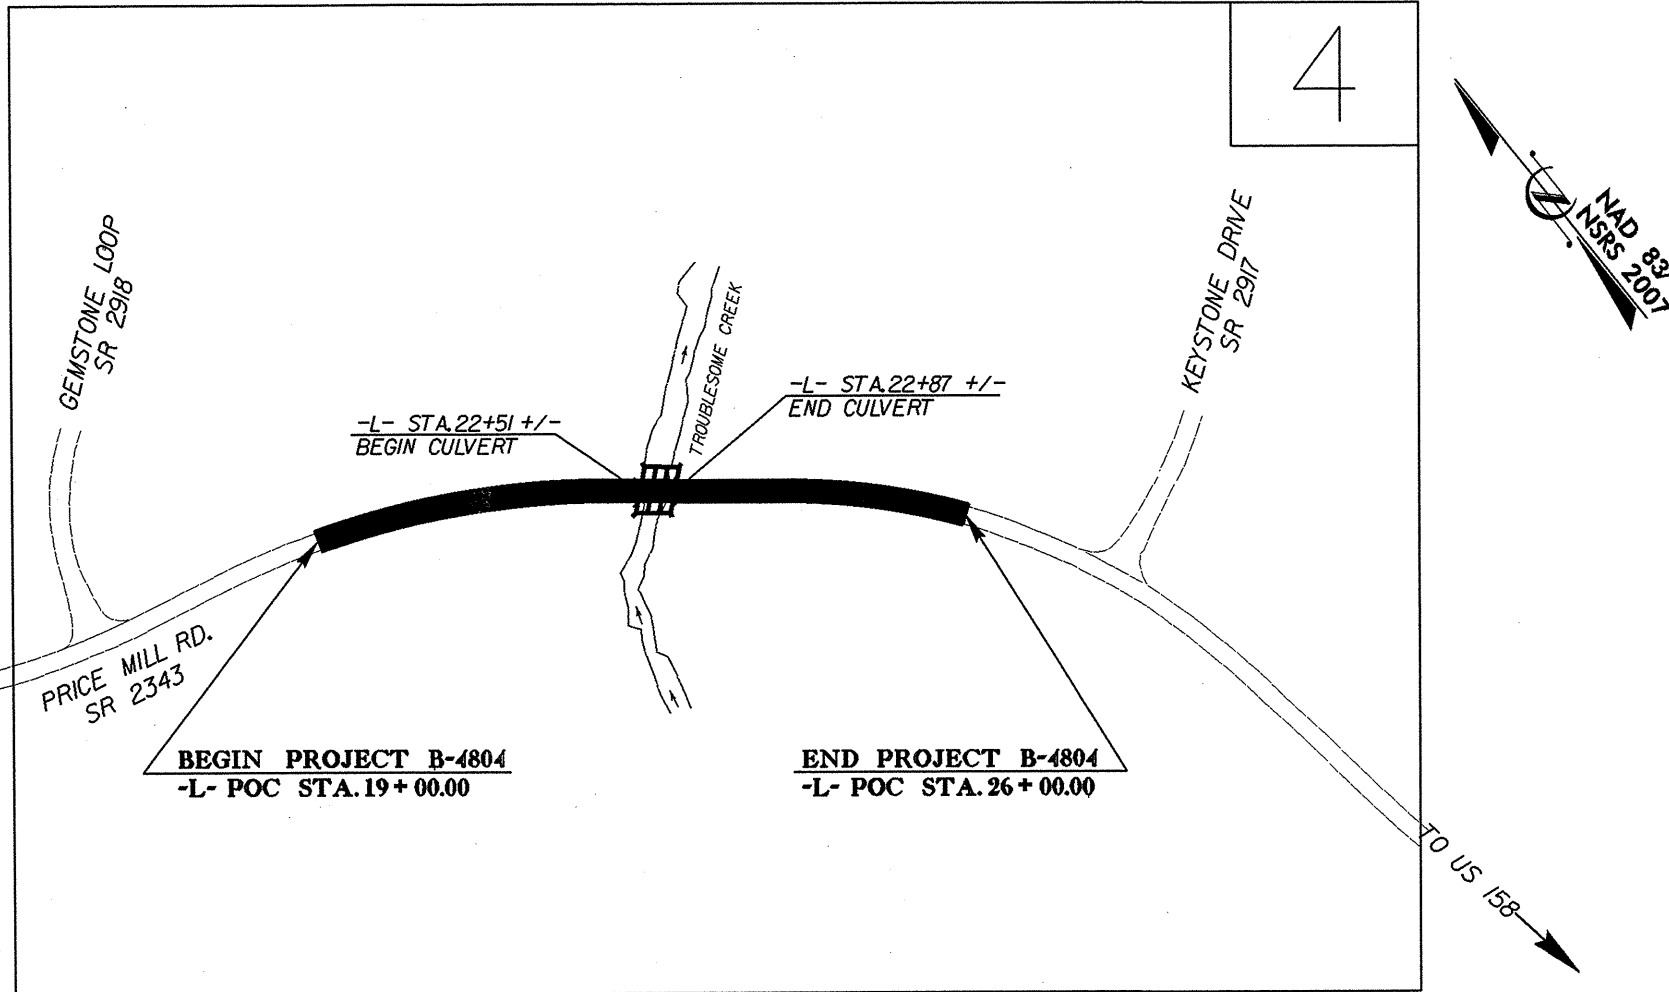 4
NAD 83/
NSRS 2007
GEMSTONE LOOP
SR 2918
KEYSTONE DRIVE
SR 2917
TROUBLESOME CREEK
-L- STA.22+51 +/-
BEGIN CULVERT
-L- STA.22+87 +/-
END CULVERT
PRICE MILL RD.
SR 2343
BEGIN PROJECT B-4804
-L- POC STA. 19+00.00
END PROJECT B-4804
-L- POC STA. 26+00.00
TO US 158